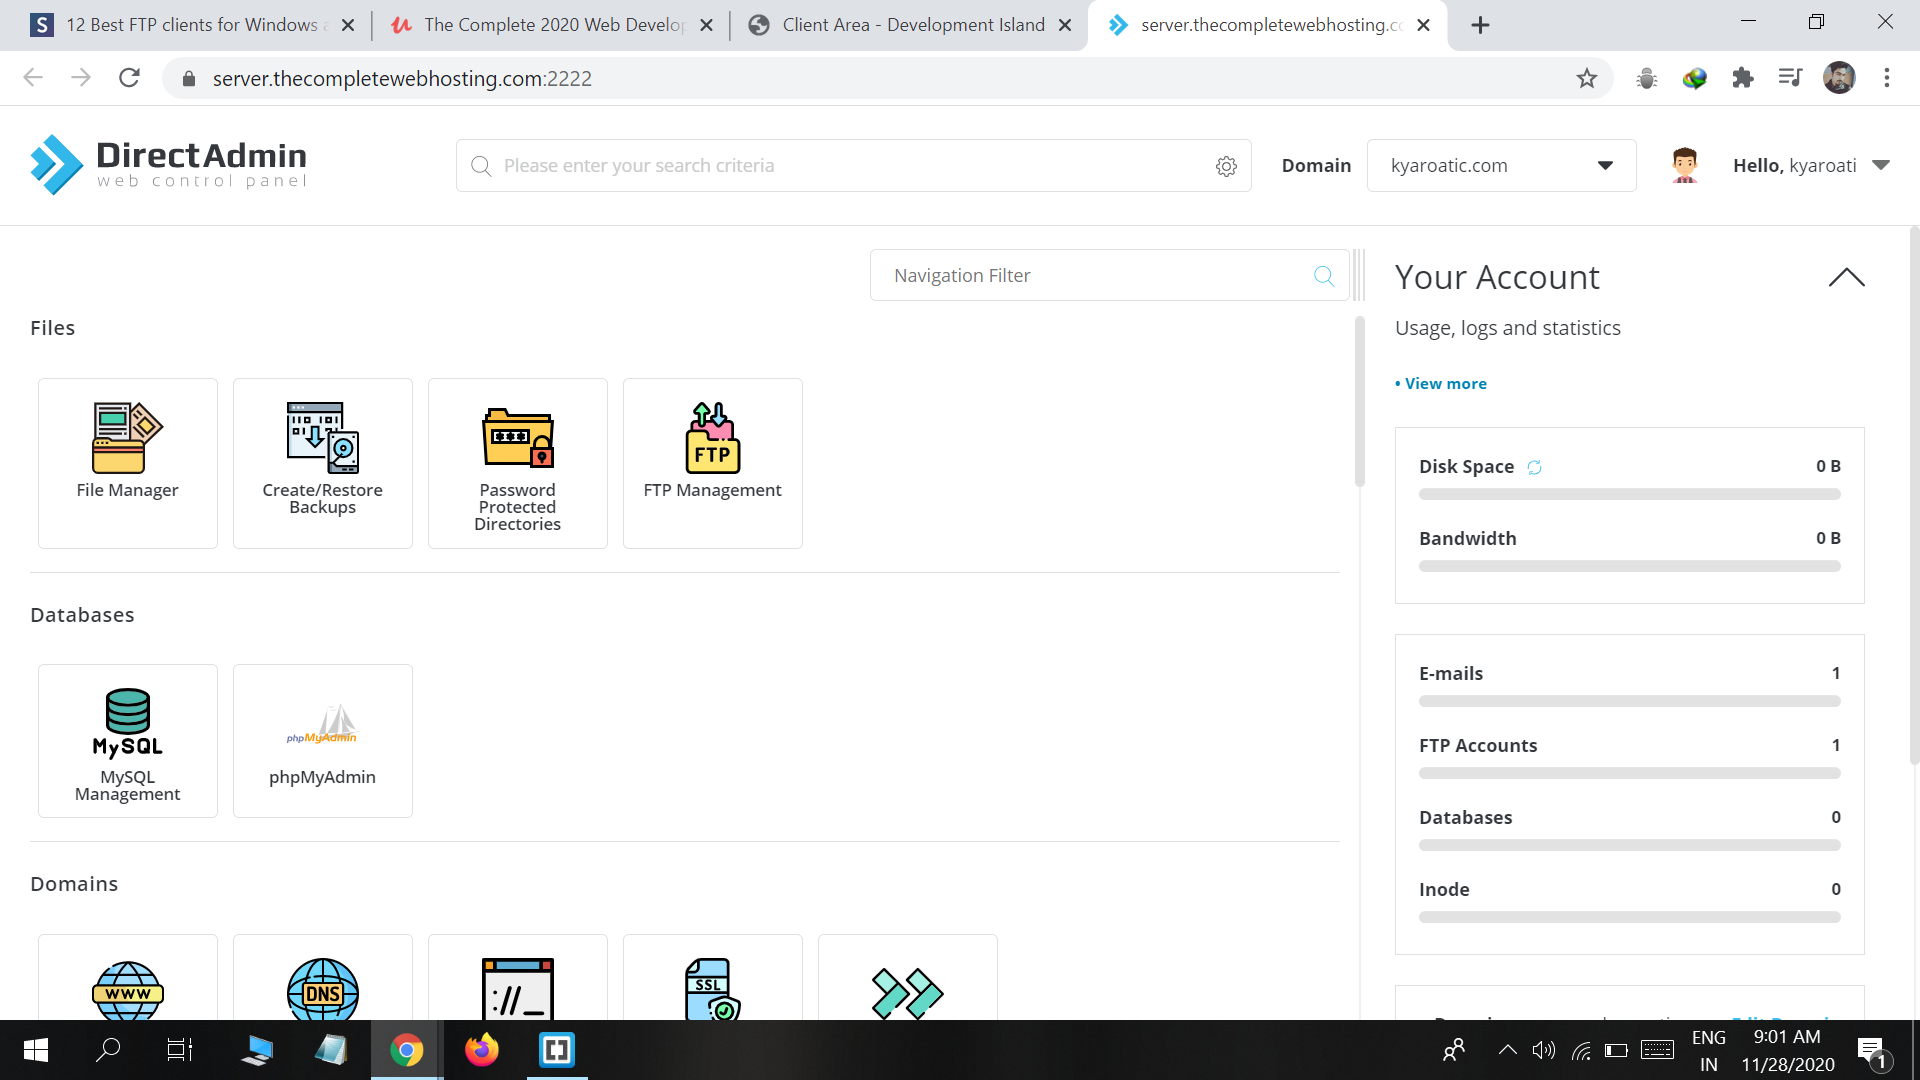 S 12 Best FTP clients for Windows a
The Complete 2020 Web Develop
Client Area - Development Island
server.thecompletewebhosting.co
server.thecompletewebhosting.com:2222
DirectAdmin
web control panel
Please enter your search criteria
Domain
kyaroatic.com
Hello, kyaroati
Navigation Filter
Your Account
Usage, logs and statistics
• View more
Files
FTP
File Manager
Create/Restore
Backups
Password
Protected
Directories
FTP Management
Disk Space 0 B
Bandwidth 0 B
Databases
MySQL
phpMyAdmin
MySQL
Management
phpMyAdmin
E-mails 1
FTP Accounts 1
Databases 0
Inode 0
Domains
WWW
DNS
://_
SSL
ENG
IN
9:01 AM
11/28/2020
1